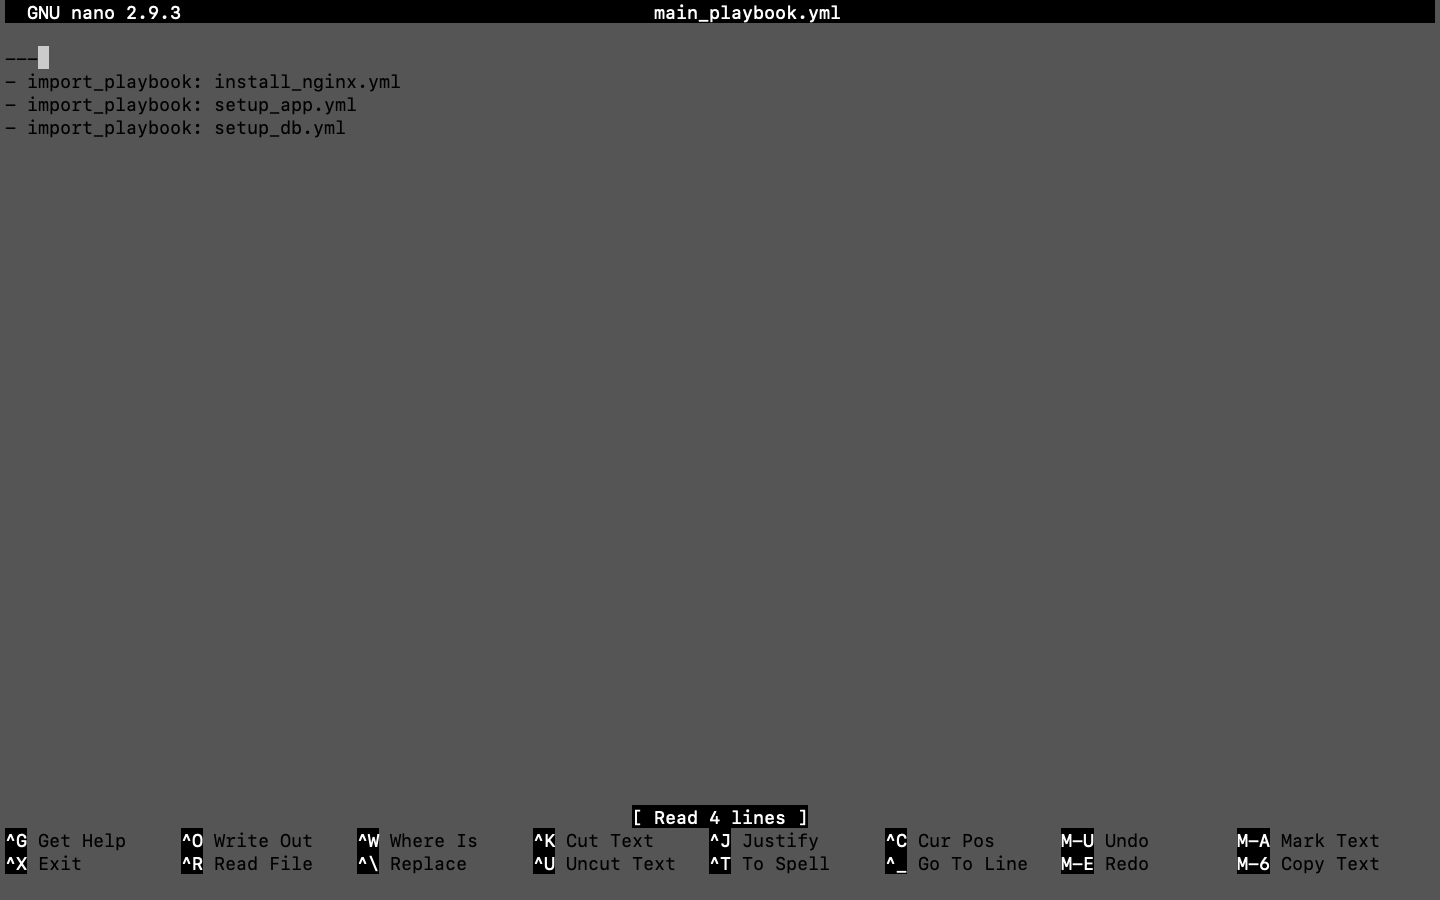 GNU nano 2.9.3 main_playbook.yml
---
- import_playbook: install_nginx.yml
- import_playbook: setup_app.yml
- import_playbook: setup_db.yml
[ Read 4 lines ]
^G Get Help ^O Write Out ^W Where Is ^K Cut Text ^J Justify ^C Cur Pos M-U Undo M-A Mark Text
^X Exit ^R Read File ^\ Replace ^U Uncut Text ^T To Spell ^_ Go To Line M-E Redo M-6 Copy Text